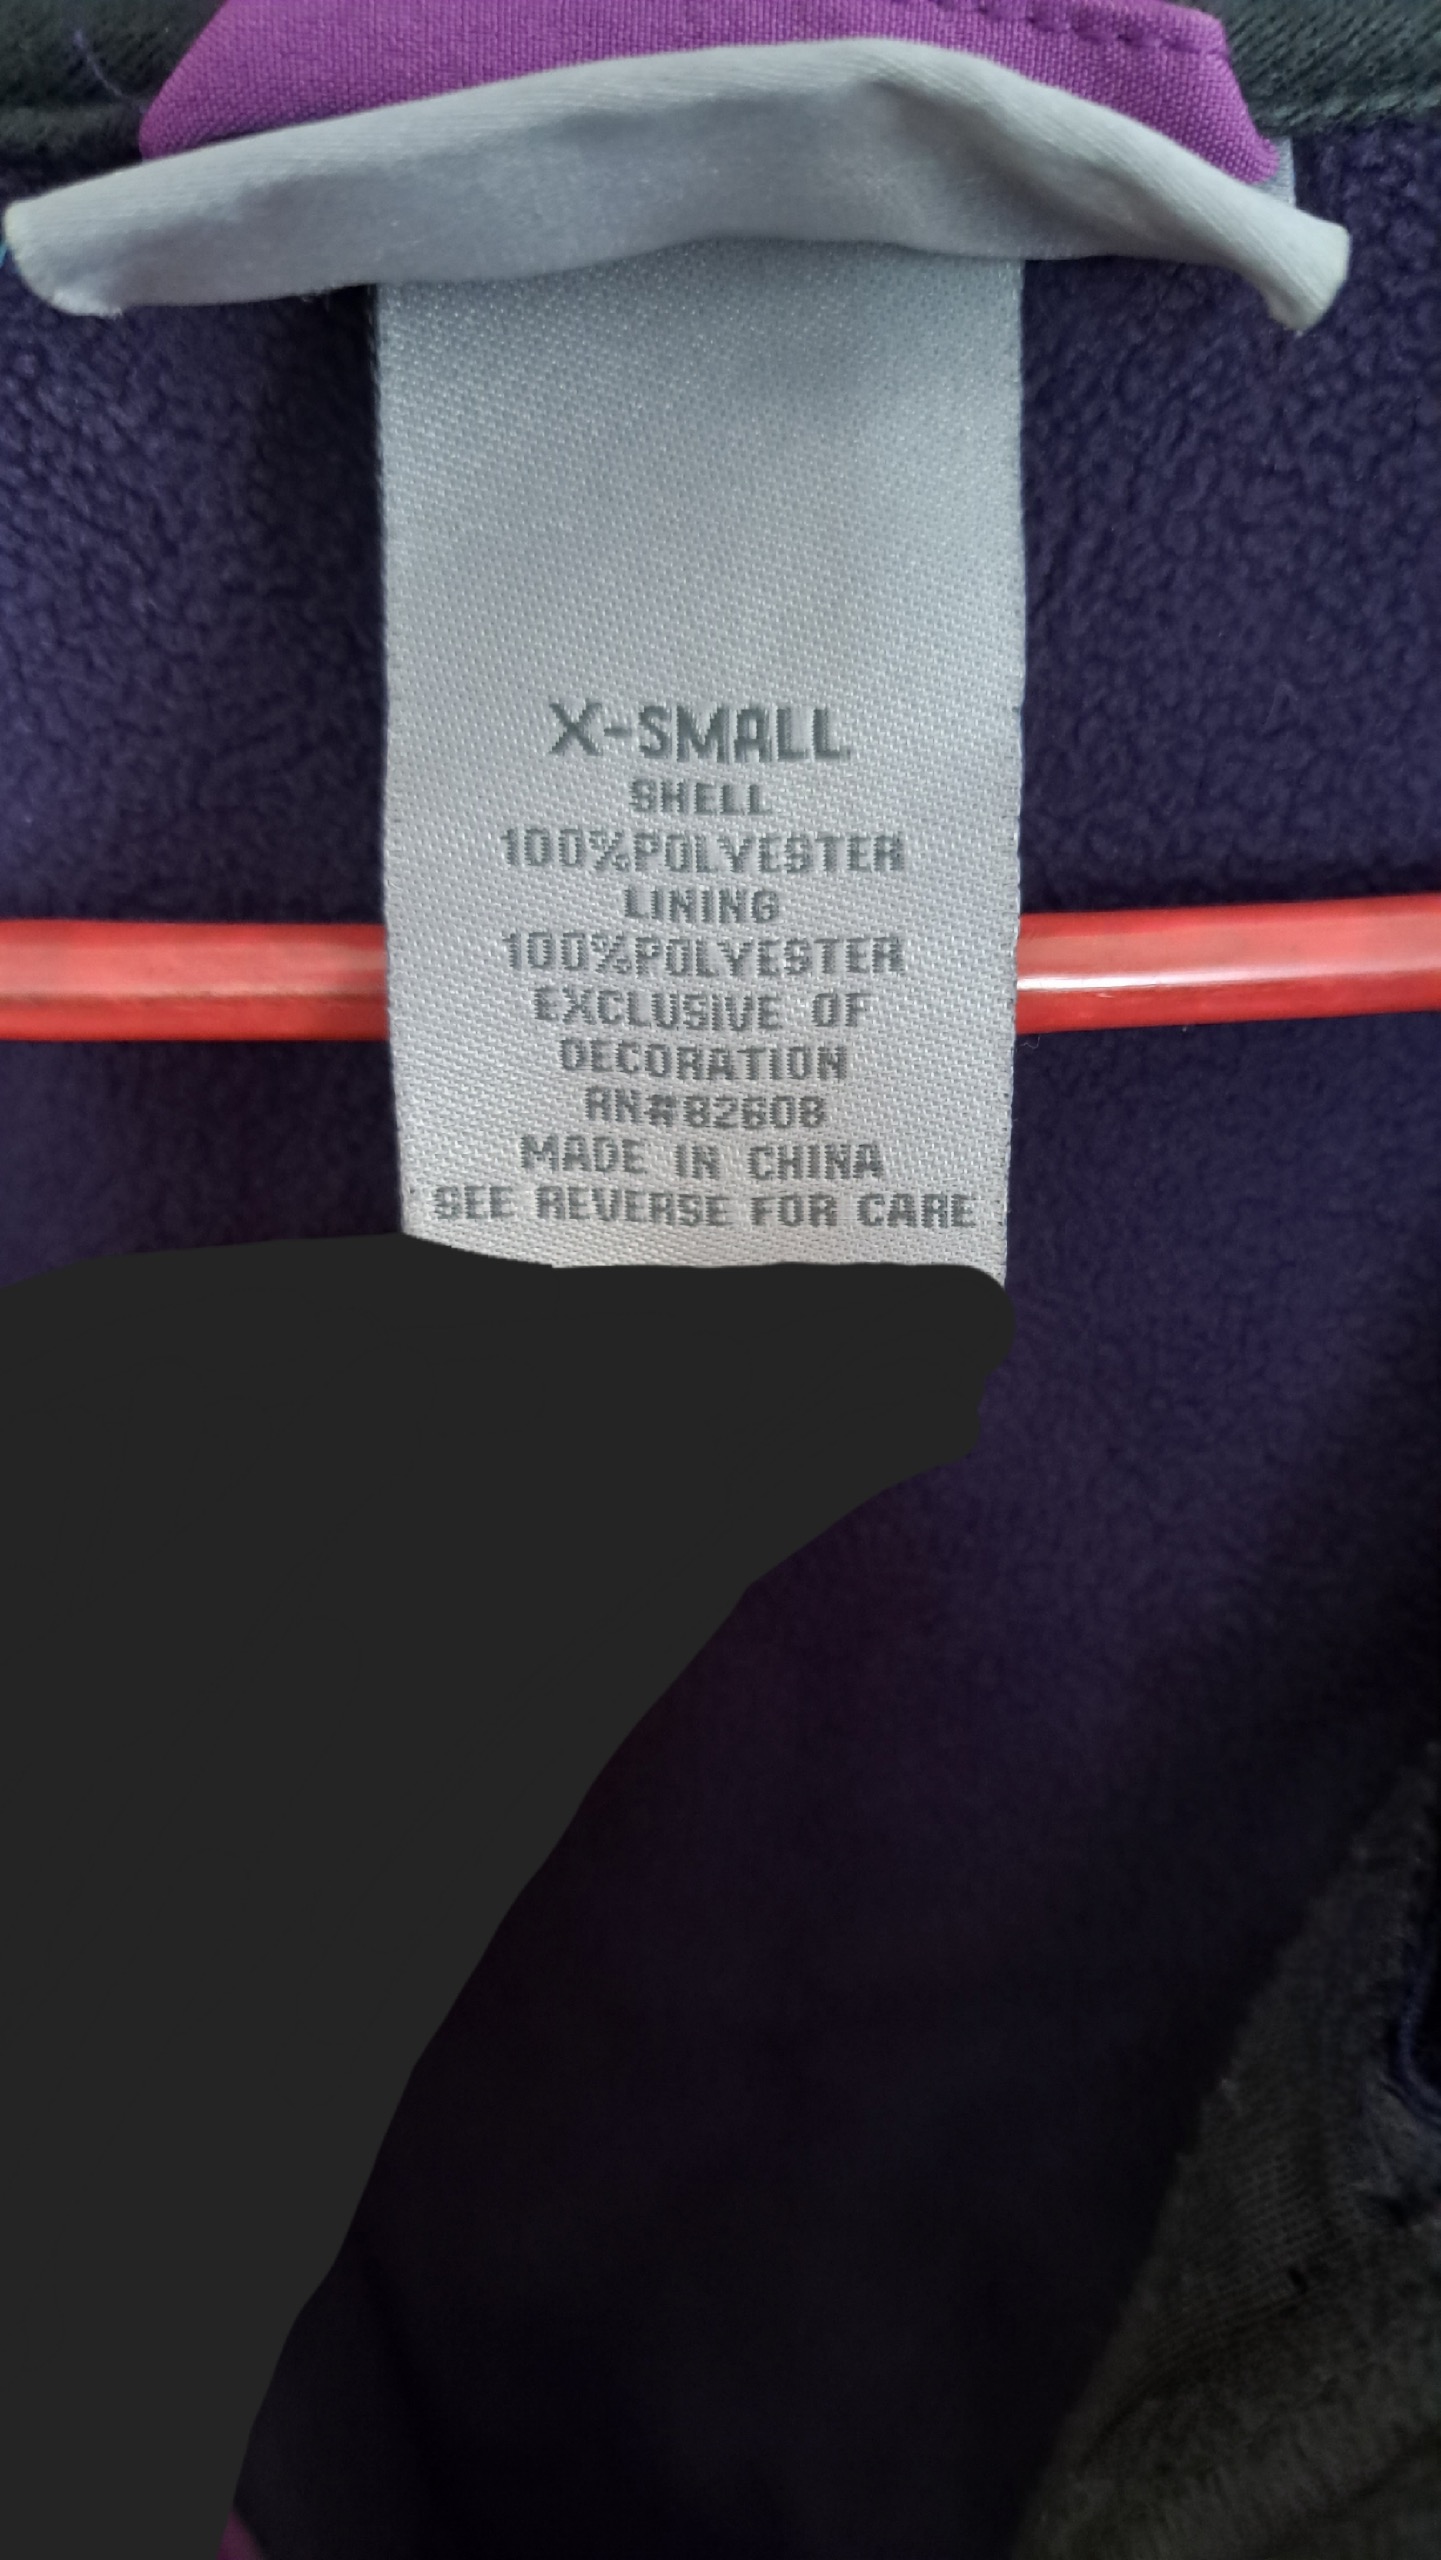 X-SMALL
SHELL
100%POLYESTER
LINING
100%POLYESTER
EXCLUSIVE OF
DECORATION
RN#82608
MADE IN CHINA
SEE REVERSE FOR CARE